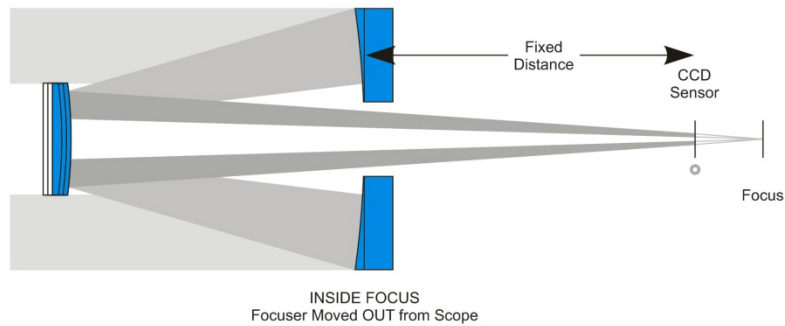 Fixed
Distance
CCD
Sensor
Focus
INSIDE FOCUS
Focuser Moved OUT from Scope